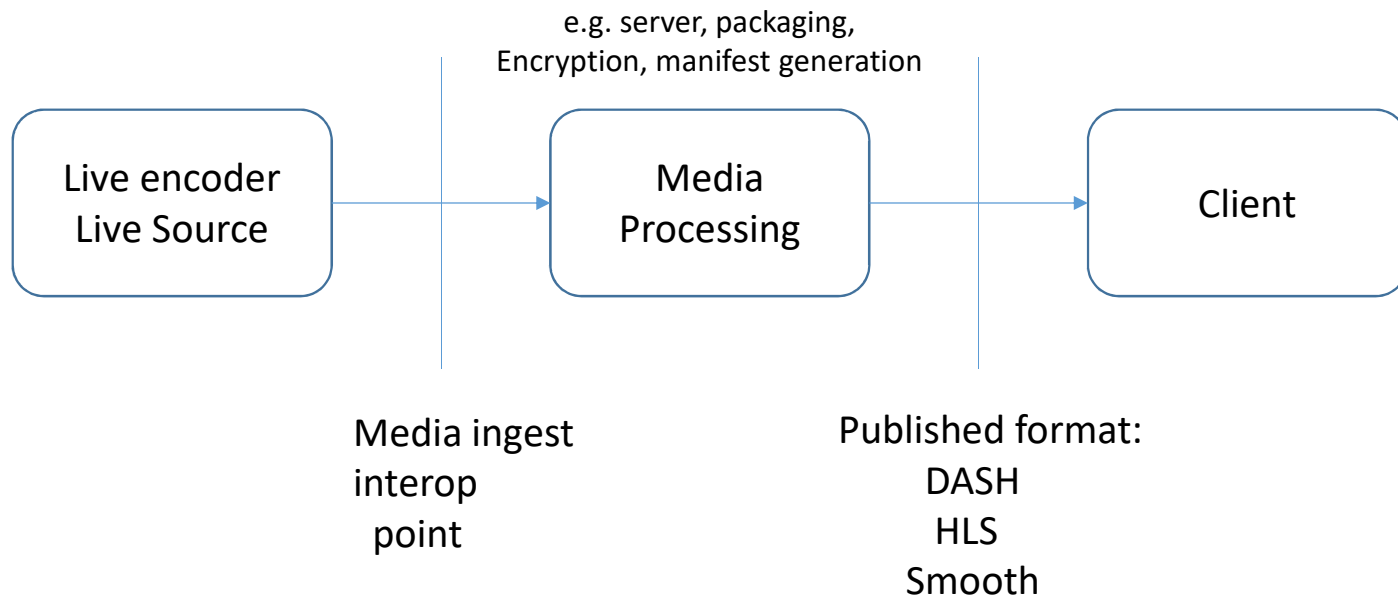 e.g. server, packaging,
Encryption, manifest generation
Live encoder
Live Source
Media
Processing
Client
Media ingest
interop
point
Published format:
DASH
HLS
Smooth